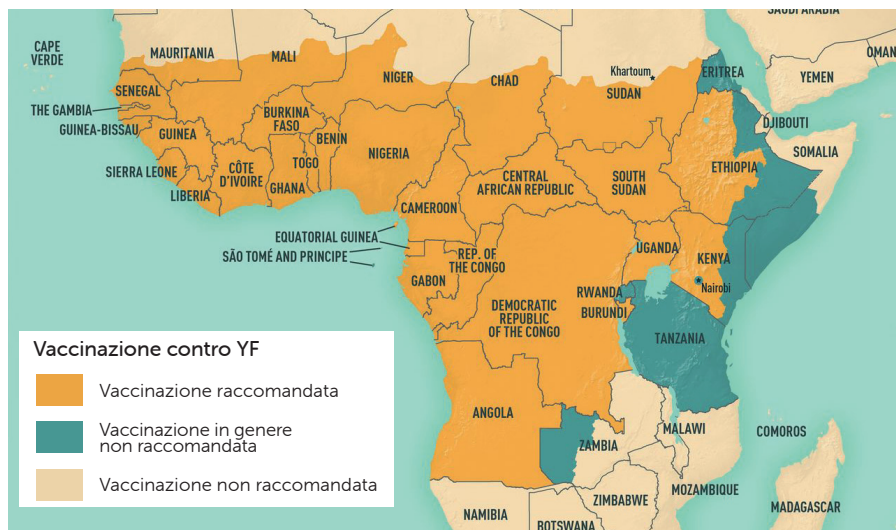 SAUDI ARABIA
CAPE
VERDE
MAURITANIA
MALI
NIGER
CHAD
Khartoum
SUDAN
ERITREA
YEMEN
OMAN
SENEGAL
THE GAMBIA
GUINEA-BISSAU
GUINEA
BURKINA
FASO
BENIN
NIGERIA
DJIBOUTI
SOMALIA
SIERRA LEONE
LIBERIA
CÔTE
D'IVOIRE
GHANA
TOGO
CENTRAL
AFRICAN REPUBLIC
SOUTH
SUDAN
ETHIOPIA
CAMEROON
EQUATORIAL GUINEA
SÃO TOMÉ AND PRINCIPE
GABON
REP. OF
THE CONGO
UGANDA
KENYA
Nairobi
DEMOCRATIC
REPUBLIC
OF THE CONGO
RWANDA
BURUNDI
TANZANIA
Vaccinazione contro YF
Vaccinazione raccomandata
Vaccinazione in genere
non raccomandata
Vaccinazione non raccomandata
ANGOLA
ZAMBIA
MALAWI
COMOROS
MOZAMBIQUE
ZIMBABWE
NAMIBIA
BOTSWANA
MADAGASCAR